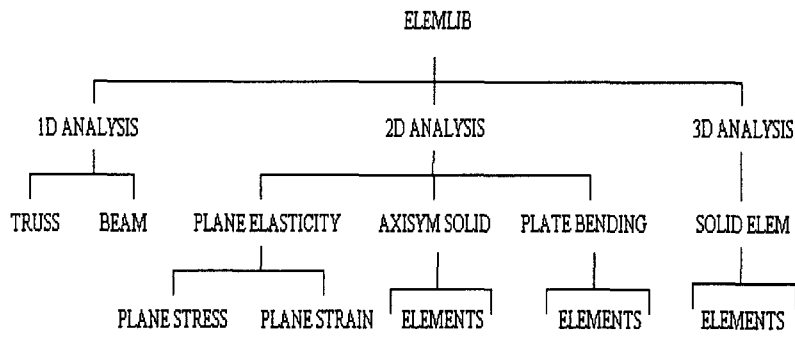 ELEMLIB
1D ANALYSIS 2D ANALYSIS 3D ANALYSIS
TRUSS BEAM PLANE ELASTICITY AXISYM SOLID PLATE BENDING SOLID ELEM
PLANE STRESS PLANE STRAIN ELEMENTS ELEMENTS ELEMENTS